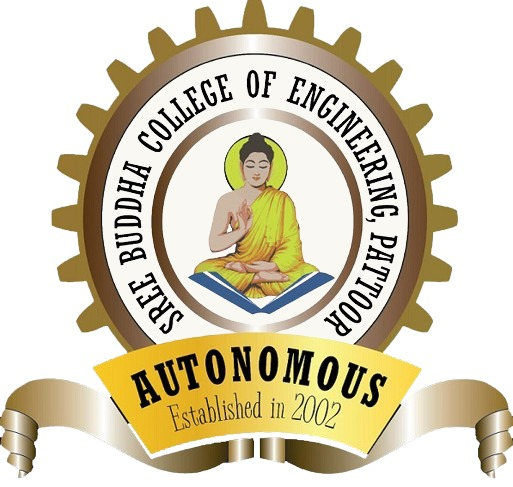 SREE BUDDHA COLLEGE OF ENGINEERING, PATTOOR
AUTONOMOUS
Established in 2002